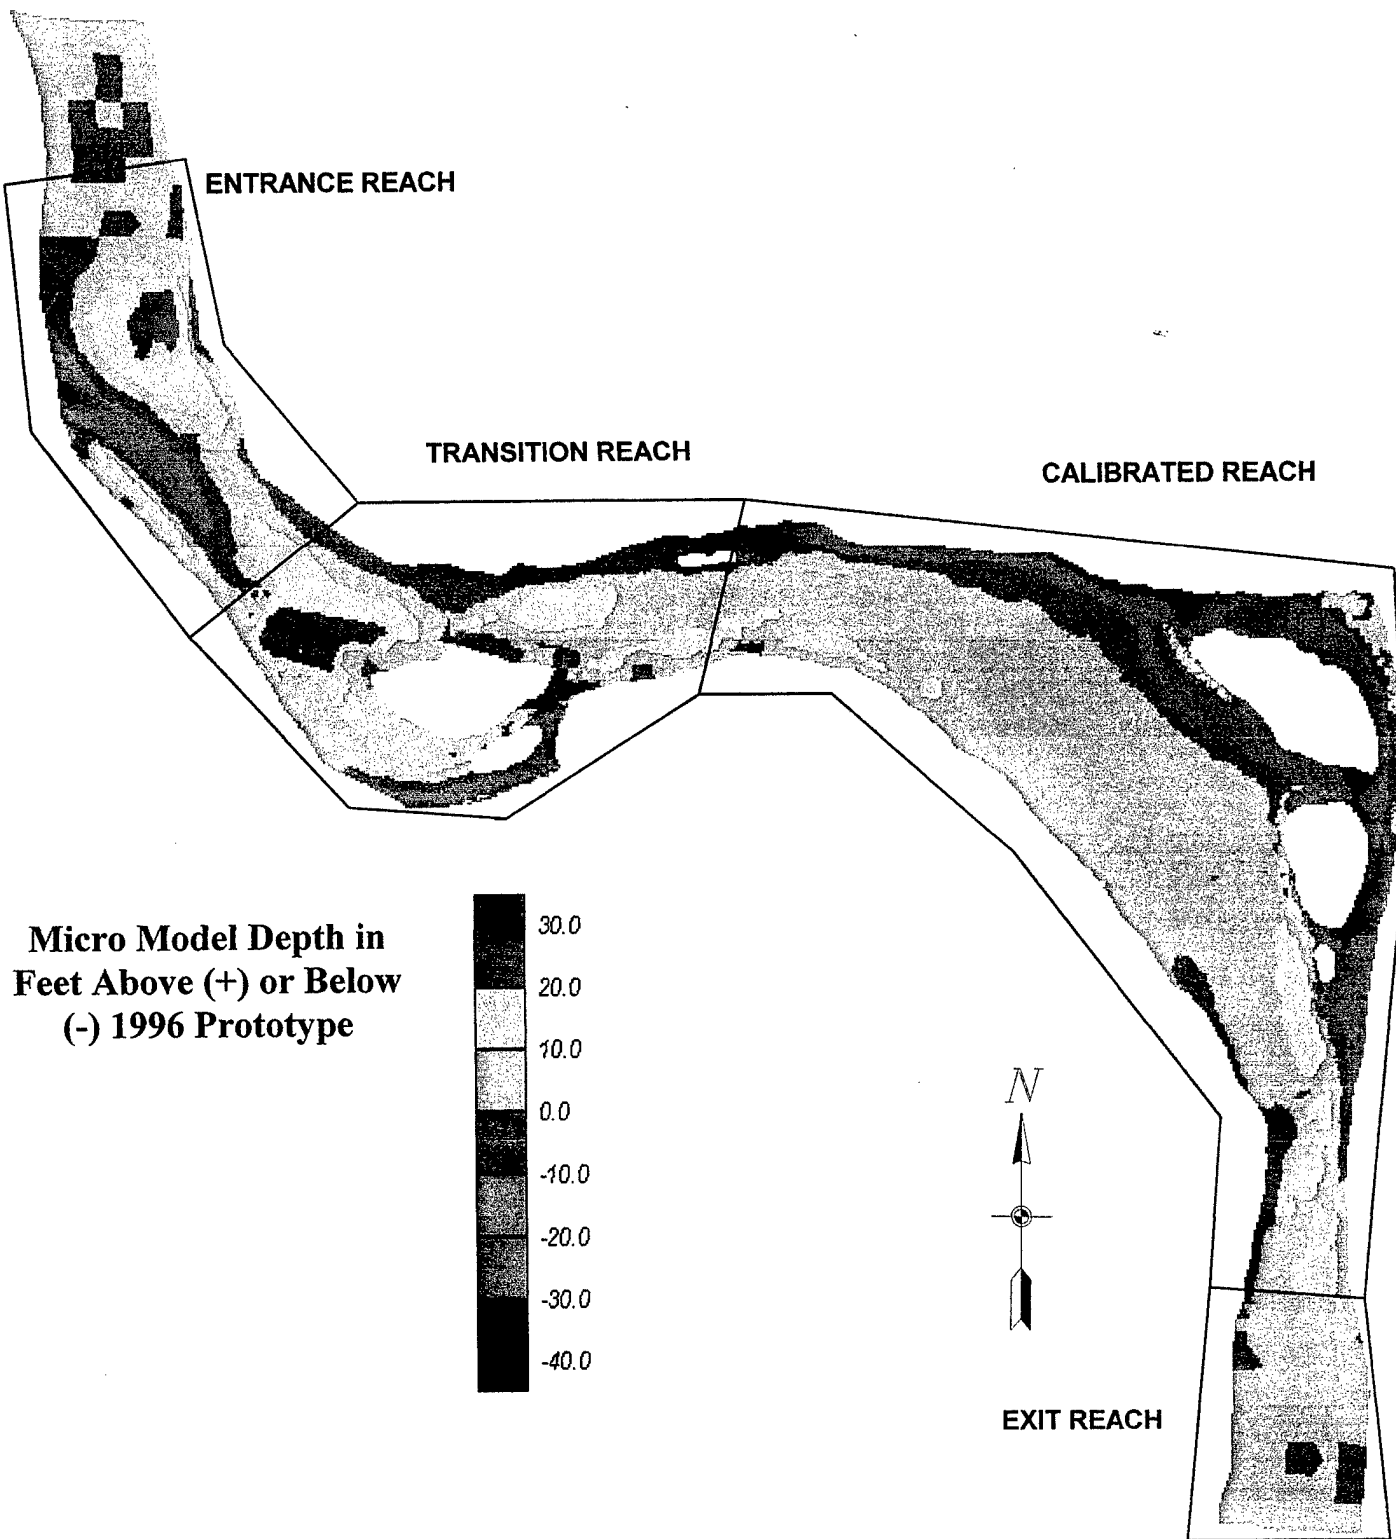 ENTRANCE REACH
TRANSITION REACH
CALIBRATED REACH
Micro Model Depth in
Feet Above (+) or Below
(-) 1996 Prototype
30.0
20.0
10.0
0.0
-10.0
-20.0
-30.0
-40.0
N
EXIT REACH